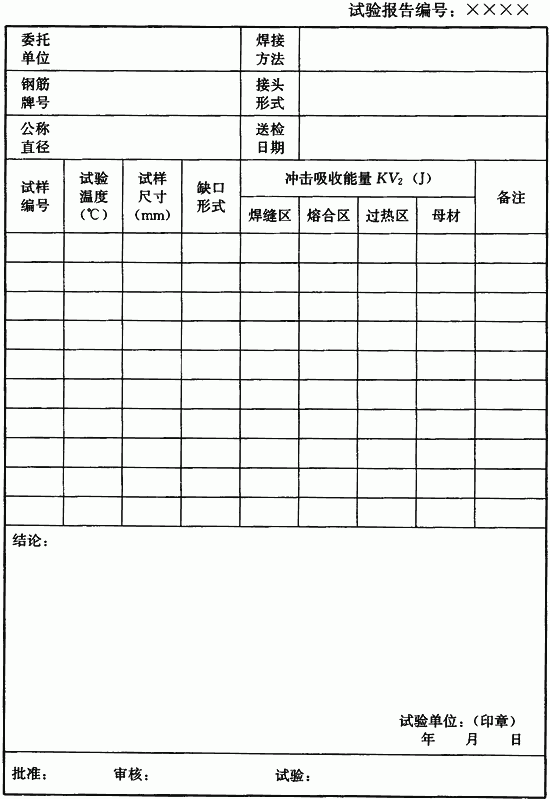 试验报告编号：××××
委托
单位
焊接
方法
钢筋
牌号
接头
形式
公称
直径
送检
日期
试样
编号
试验
温度
（℃）
试样
尺寸
（mm）
缺口
形式
冲击吸收能量 KV₂（J）
焊缝区 熔合区 过热区 母材
备注
结论：
试验单位：（印章）
年 月 日
批准： 审核： 试验：